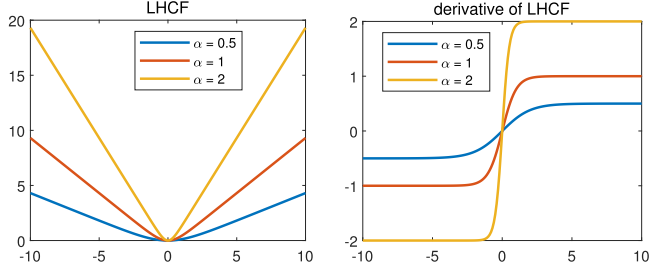 LHCF
20
15
10
5
0
-10 -5 0 5 10
α = 0.5
α = 1
α = 2
derivative of LHCF
2
1
0
-1
-2
-10 -5 0 5 10
α = 0.5
α = 1
α = 2